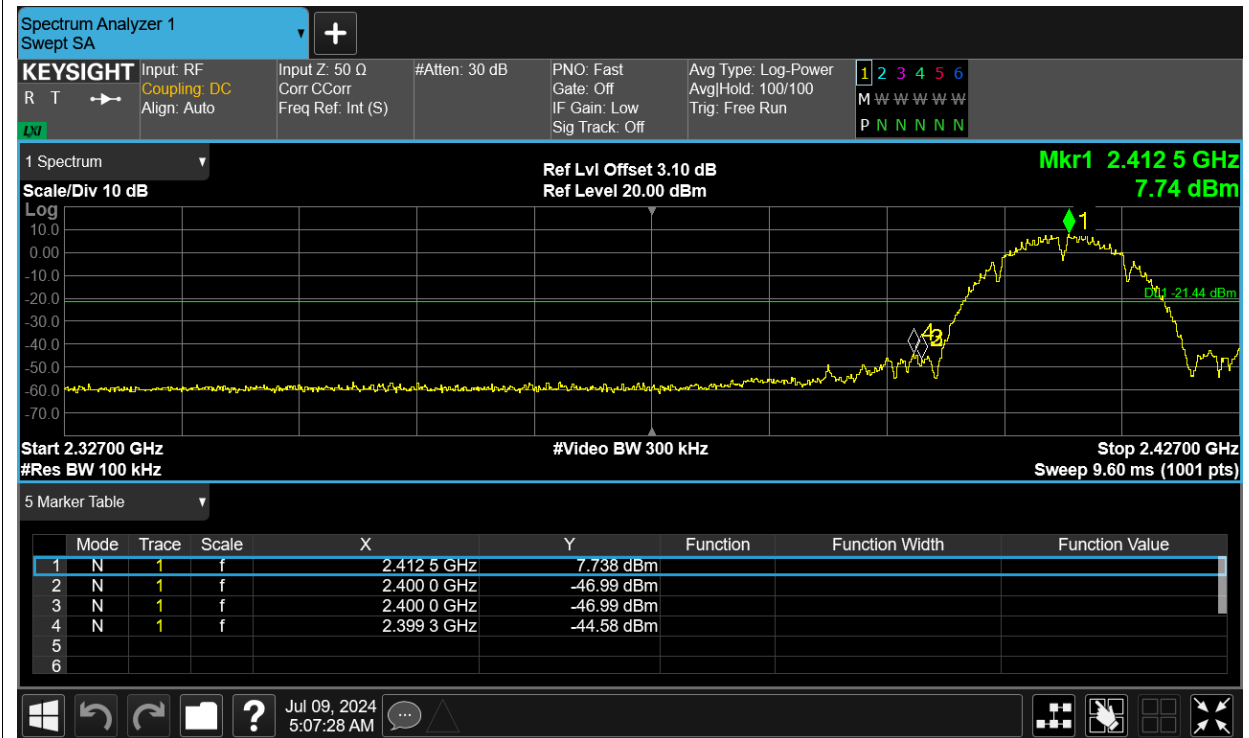 Spectrum Analyzer 1
Swept SA
+
KEYSIGHT Input: RF Input Z: 50 Ω #Atten: 30 dB PNO: Fast Avg Type: Log-Power 1 2 3 4 5 6
R T Coupling: DC Corr CCorr Gate: Off Avg|Hold: 100/100 M W W W W W
Align: Auto Freq Ref: Int (S) IF Gain: Low Trig: Free Run
LXI Sig Track: Off P N N N N N
1 Spectrum Ref Lvl Offset 3.10 dB Mkr1 2.412 5 GHz
Scale/Div 10 dB Ref Level 20.00 dBm 7.74 dBm
Log
1
10.0
0.00
-10.0
-20.0
-21.44 dBm
-30.0
-40.0
4
-50.0
-60.0
-70.0
Start 2.32700 GHz #Video BW 300 kHz Stop 2.42700 GHz
#Res BW 100 kHz Sweep 9.60 ms (1001 pts)
5 Marker Table
Mode Trace Scale X Y Function Function Width Function Value
1 N 1 f 2.412 5 GHz 7.738 dBm
2 N 1 f 2.400 0 GHz -46.99 dBm
3 N 1 f 2.400 0 GHz -46.99 dBm
4 N 1 f 2.399 3 GHz -44.58 dBm
5
6
? Jul 09, 2024
5:07:28 AM